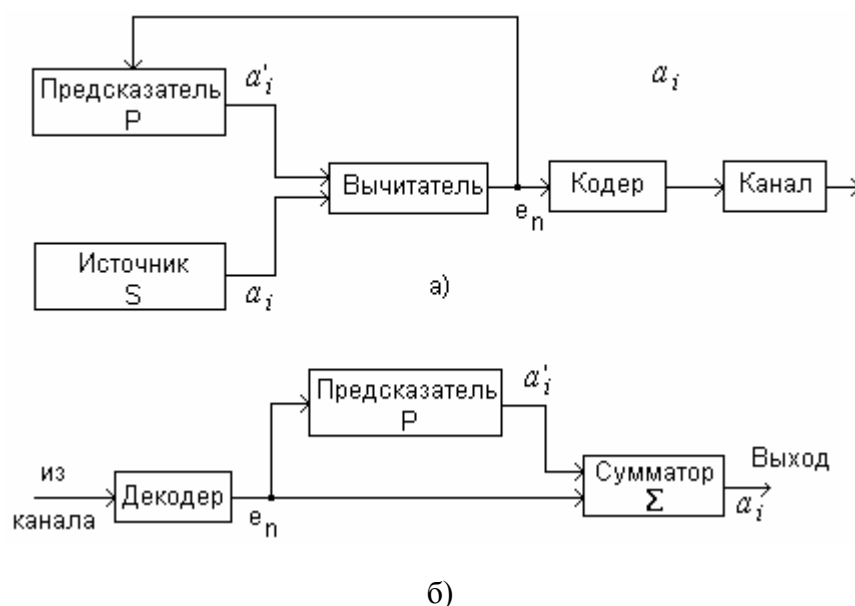 Предсказатель
P
a'i
ai
Вычитатель
Кодер
Канал
en
Источник
S
ai
а)
Предсказатель
P
a'i
из
канала
Декодер
en
Сумматор
Σ
Выход
ai
б)